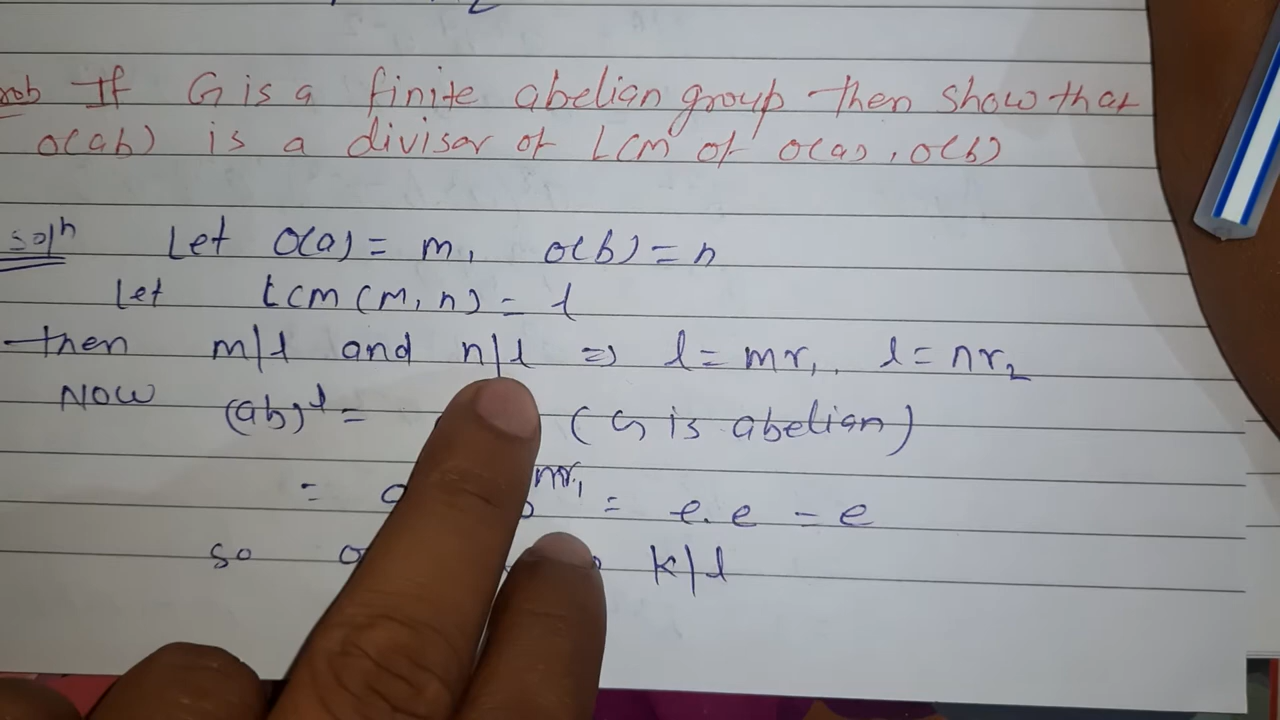 If G is a finite abelian group then show that
o(ab) is a divisor of LCM of o(a), o(b)
Solⁿ Let o(a) = m, o(b) = n
Let LCM (m, n) = l
then m/l and n/l ⇒ l = mr₁, l = nr₂
Now (ab)ˡ = (G is abelian)
= mr₁ = e.e = e
so k/l